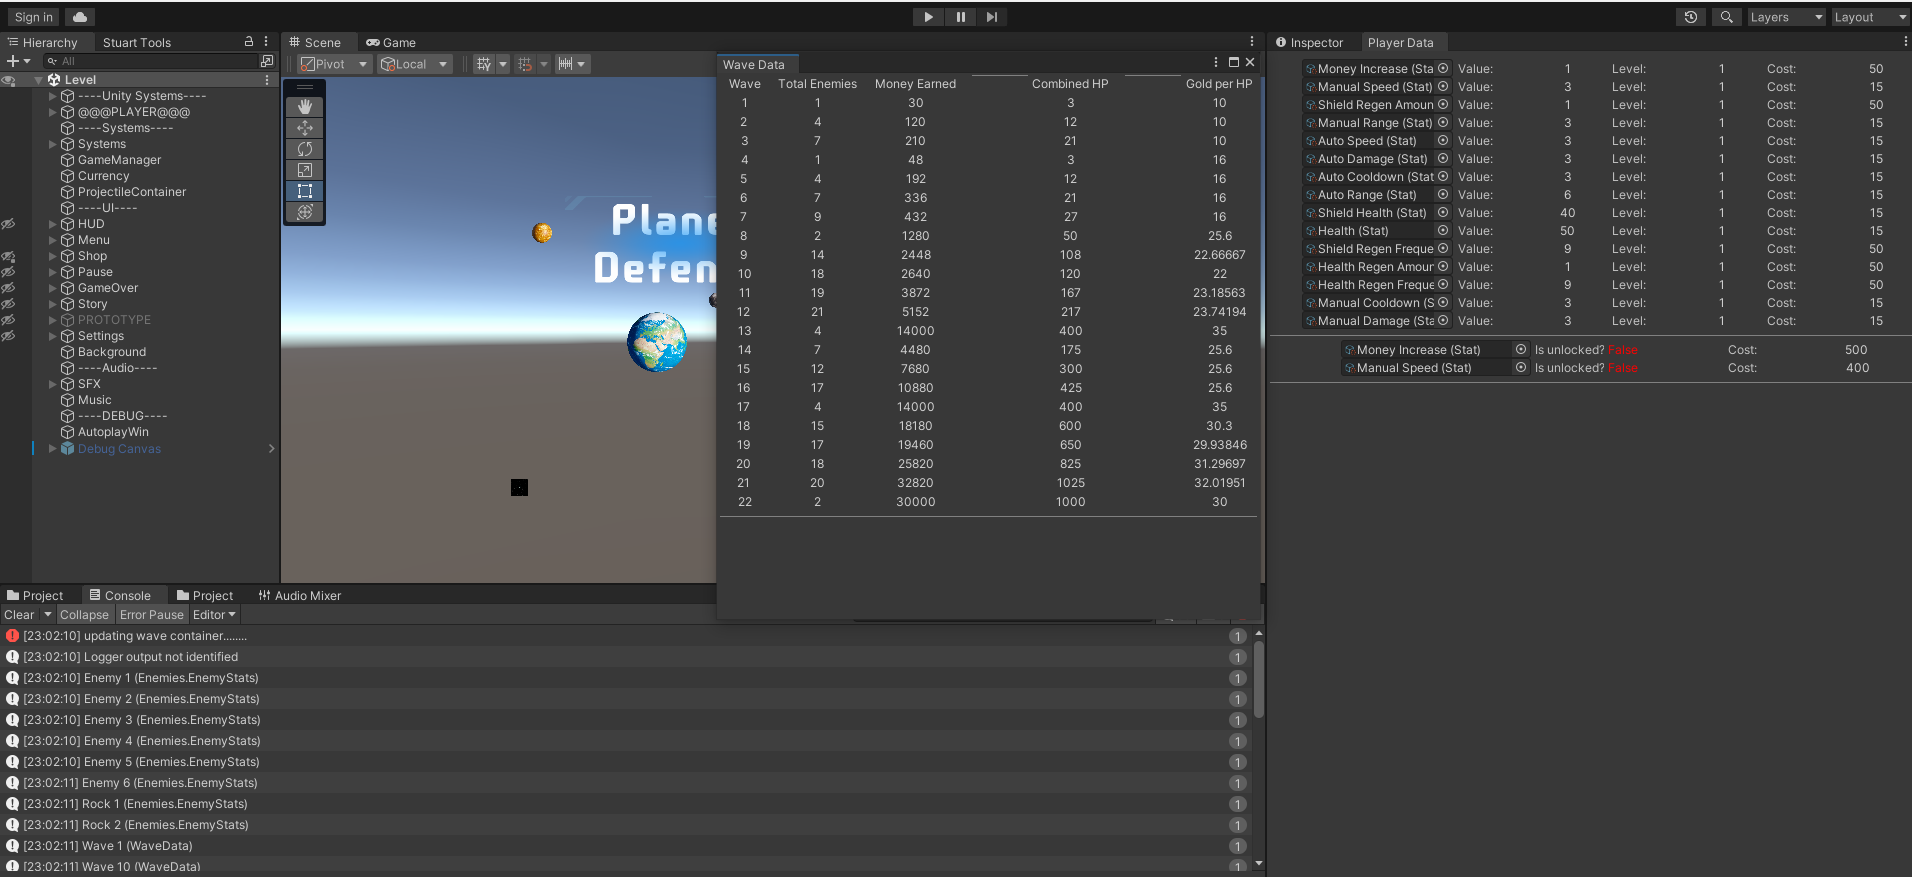 Sign in
Layers
Layout
Hierarchy
Stuart Tools
Scene
Game
Inspector
Player Data
All
Pivot
Local
Level
----Unity Systems----
@@@PLAYER@@@
----Systems----
Systems
GameManager
Currency
ProjectileContainer
----UI----
HUD
Menu
Shop
Pause
GameOver
Story
PROTOTYPE
Settings
Background
----Audio----
SFX
Music
----DEBUG----
AutoplayWin
Debug Canvas
Plane
Defen
Wave Data
Wave Total Enemies Money Earned Combined HP Gold per HP
1 1 30 3 10
2 4 120 12 10
3 7 210 21 10
4 1 48 3 16
5 4 192 12 16
6 7 336 21 16
7 9 432 27 16
8 2 1280 50 25.6
9 14 2448 108 22.66667
10 18 2640 120 22
11 19 3872 167 23.18563
12 21 5152 217 23.74194
13 4 14000 400 35
14 7 4480 175 25.6
15 12 7680 300 25.6
16 17 10880 425 25.6
17 4 14000 400 35
18 15 18180 600 30.3
19 17 19460 650 29.93846
20 18 25820 825 31.29697
21 20 32820 1025 32.01951
22 2 30000 1000 30
Money Increase (Sta Value: 1 Level: 1 Cost: 50
Manual Speed (Stat) Value: 3 Level: 1 Cost: 15
Shield Regen Amoun Value: 1 Level: 1 Cost: 50
Manual Range (Stat) Value: 3 Level: 1 Cost: 15
Auto Speed (Stat) Value: 3 Level: 1 Cost: 15
Auto Damage (Stat) Value: 3 Level: 1 Cost: 15
Auto Cooldown (Stat Value: 3 Level: 1 Cost: 15
Auto Range (Stat) Value: 6 Level: 1 Cost: 15
Shield Health (Stat) Value: 40 Level: 1 Cost: 15
Health (Stat) Value: 50 Level: 1 Cost: 15
Shield Regen Freque Value: 9 Level: 1 Cost: 50
Health Regen Amoun Value: 1 Level: 1 Cost: 50
Health Regen Freque Value: 9 Level: 1 Cost: 50
Manual Cooldown (S Value: 3 Level: 1 Cost: 15
Manual Damage (Sta Value: 3 Level: 1 Cost: 15
Money Increase (Stat) Is unlocked? False Cost: 500
Manual Speed (Stat) Is unlocked? False Cost: 400
Project
Console
Project
Audio Mixer
Clear
Collapse
Error Pause
Editor
[23:02:10] updating wave container........ 1
[23:02:10] Logger output not identified 1
[23:02:10] Enemy 1 (Enemies.EnemyStats) 1
[23:02:10] Enemy 2 (Enemies.EnemyStats) 1
[23:02:10] Enemy 3 (Enemies.EnemyStats) 1
[23:02:10] Enemy 4 (Enemies.EnemyStats) 1
[23:02:10] Enemy 5 (Enemies.EnemyStats) 1
[23:02:11] Enemy 6 (Enemies.EnemyStats) 1
[23:02:11] Rock 1 (Enemies.EnemyStats) 1
[23:02:11] Rock 2 (Enemies.EnemyStats) 1
[23:02:11] Wave 1 (WaveData) 1
[23:02:11] Wave 10 (WaveData) 1